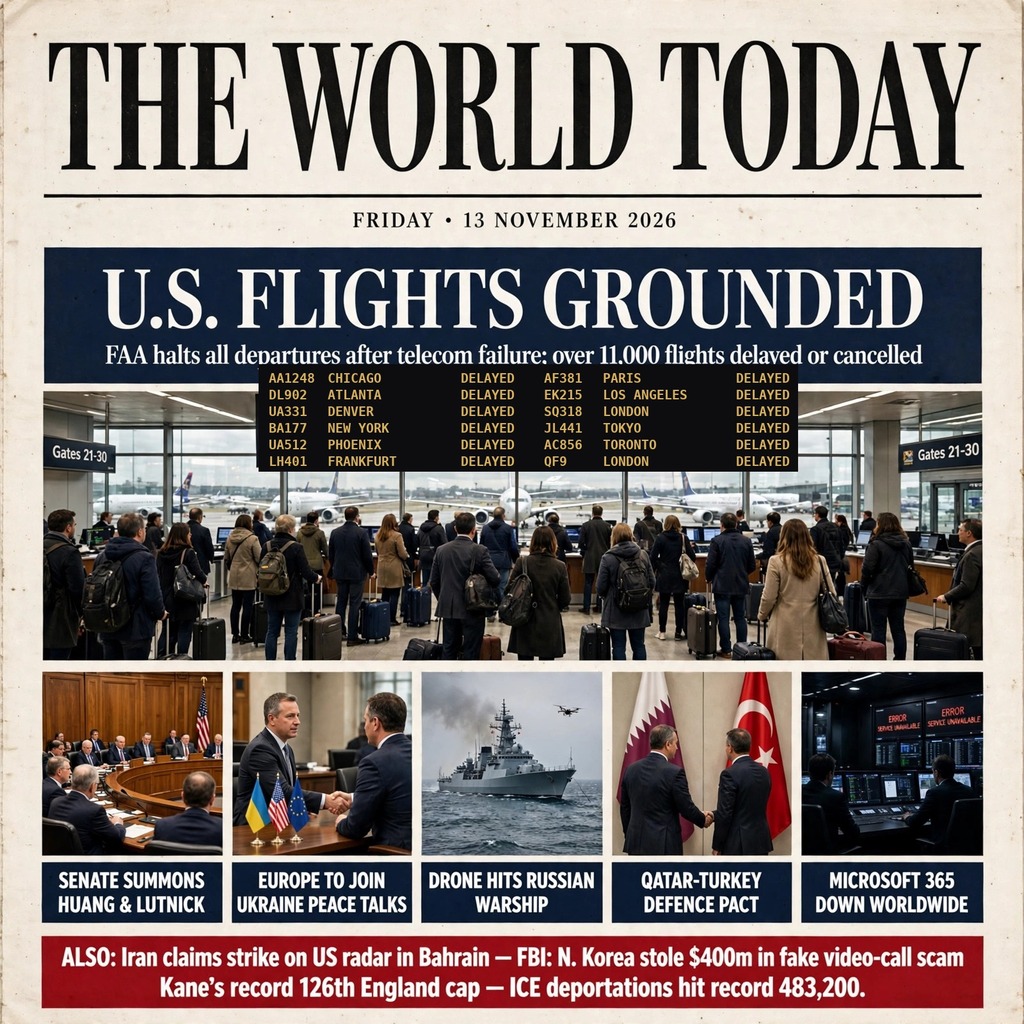 THE WORLD TODAY
FRIDAY • 13 NOVEMBER 2026
U.S. FLIGHTS GROUNDED
FAA halts all departures after telecom failure: over 11,000 flights delayed or cancelled
AA1248 CHICAGO DELAYED AF381 PARIS DELAYED
DL902 ATLANTA DELAYED EK215 LOS ANGELES DELAYED
UA331 DENVER DELAYED SQ318 LONDON DELAYED
BA177 NEW YORK DELAYED JL441 TOKYO DELAYED
UA512 PHOENIX DELAYED AC856 TORONTO DELAYED
LH401 FRANKFURT DELAYED QF9 LONDON DELAYED
Gates 21-30
Gates 21-30
ERROR
SERVICE UNAVAILABLE
ERROR
SERVICE UNAVAILABLE
SENATE SUMMONS
HUANG & LUTNICK
EUROPE TO JOIN
UKRAINE PEACE TALKS
DRONE HITS RUSSIAN
WARSHIP
QATAR-TURKEY
DEFENCE PACT
MICROSOFT 365
DOWN WORLDWIDE
ALSO: Iran claims strike on US radar in Bahrain — FBI: N. Korea stole $400m in fake video-call scam
Kane's record 126th England cap — ICE deportations hit record 483,200.